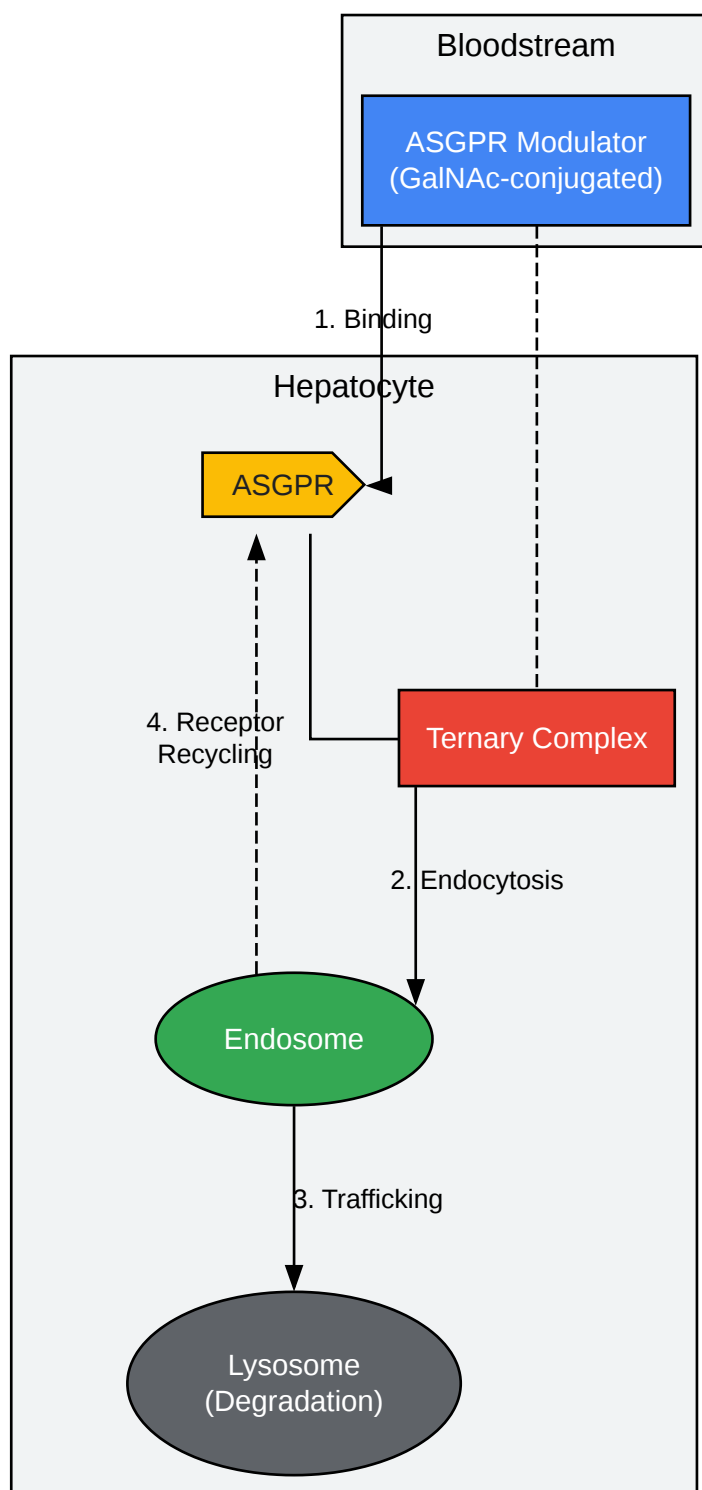 Bloodstream
ASGPR Modulator
(GalNAc-conjugated)
1. Binding
Hepatocyte
ASGPR
4. Receptor
Recycling
Ternary Complex
2. Endocytosis
Endosome
3. Trafficking
Lysosome
(Degradation)